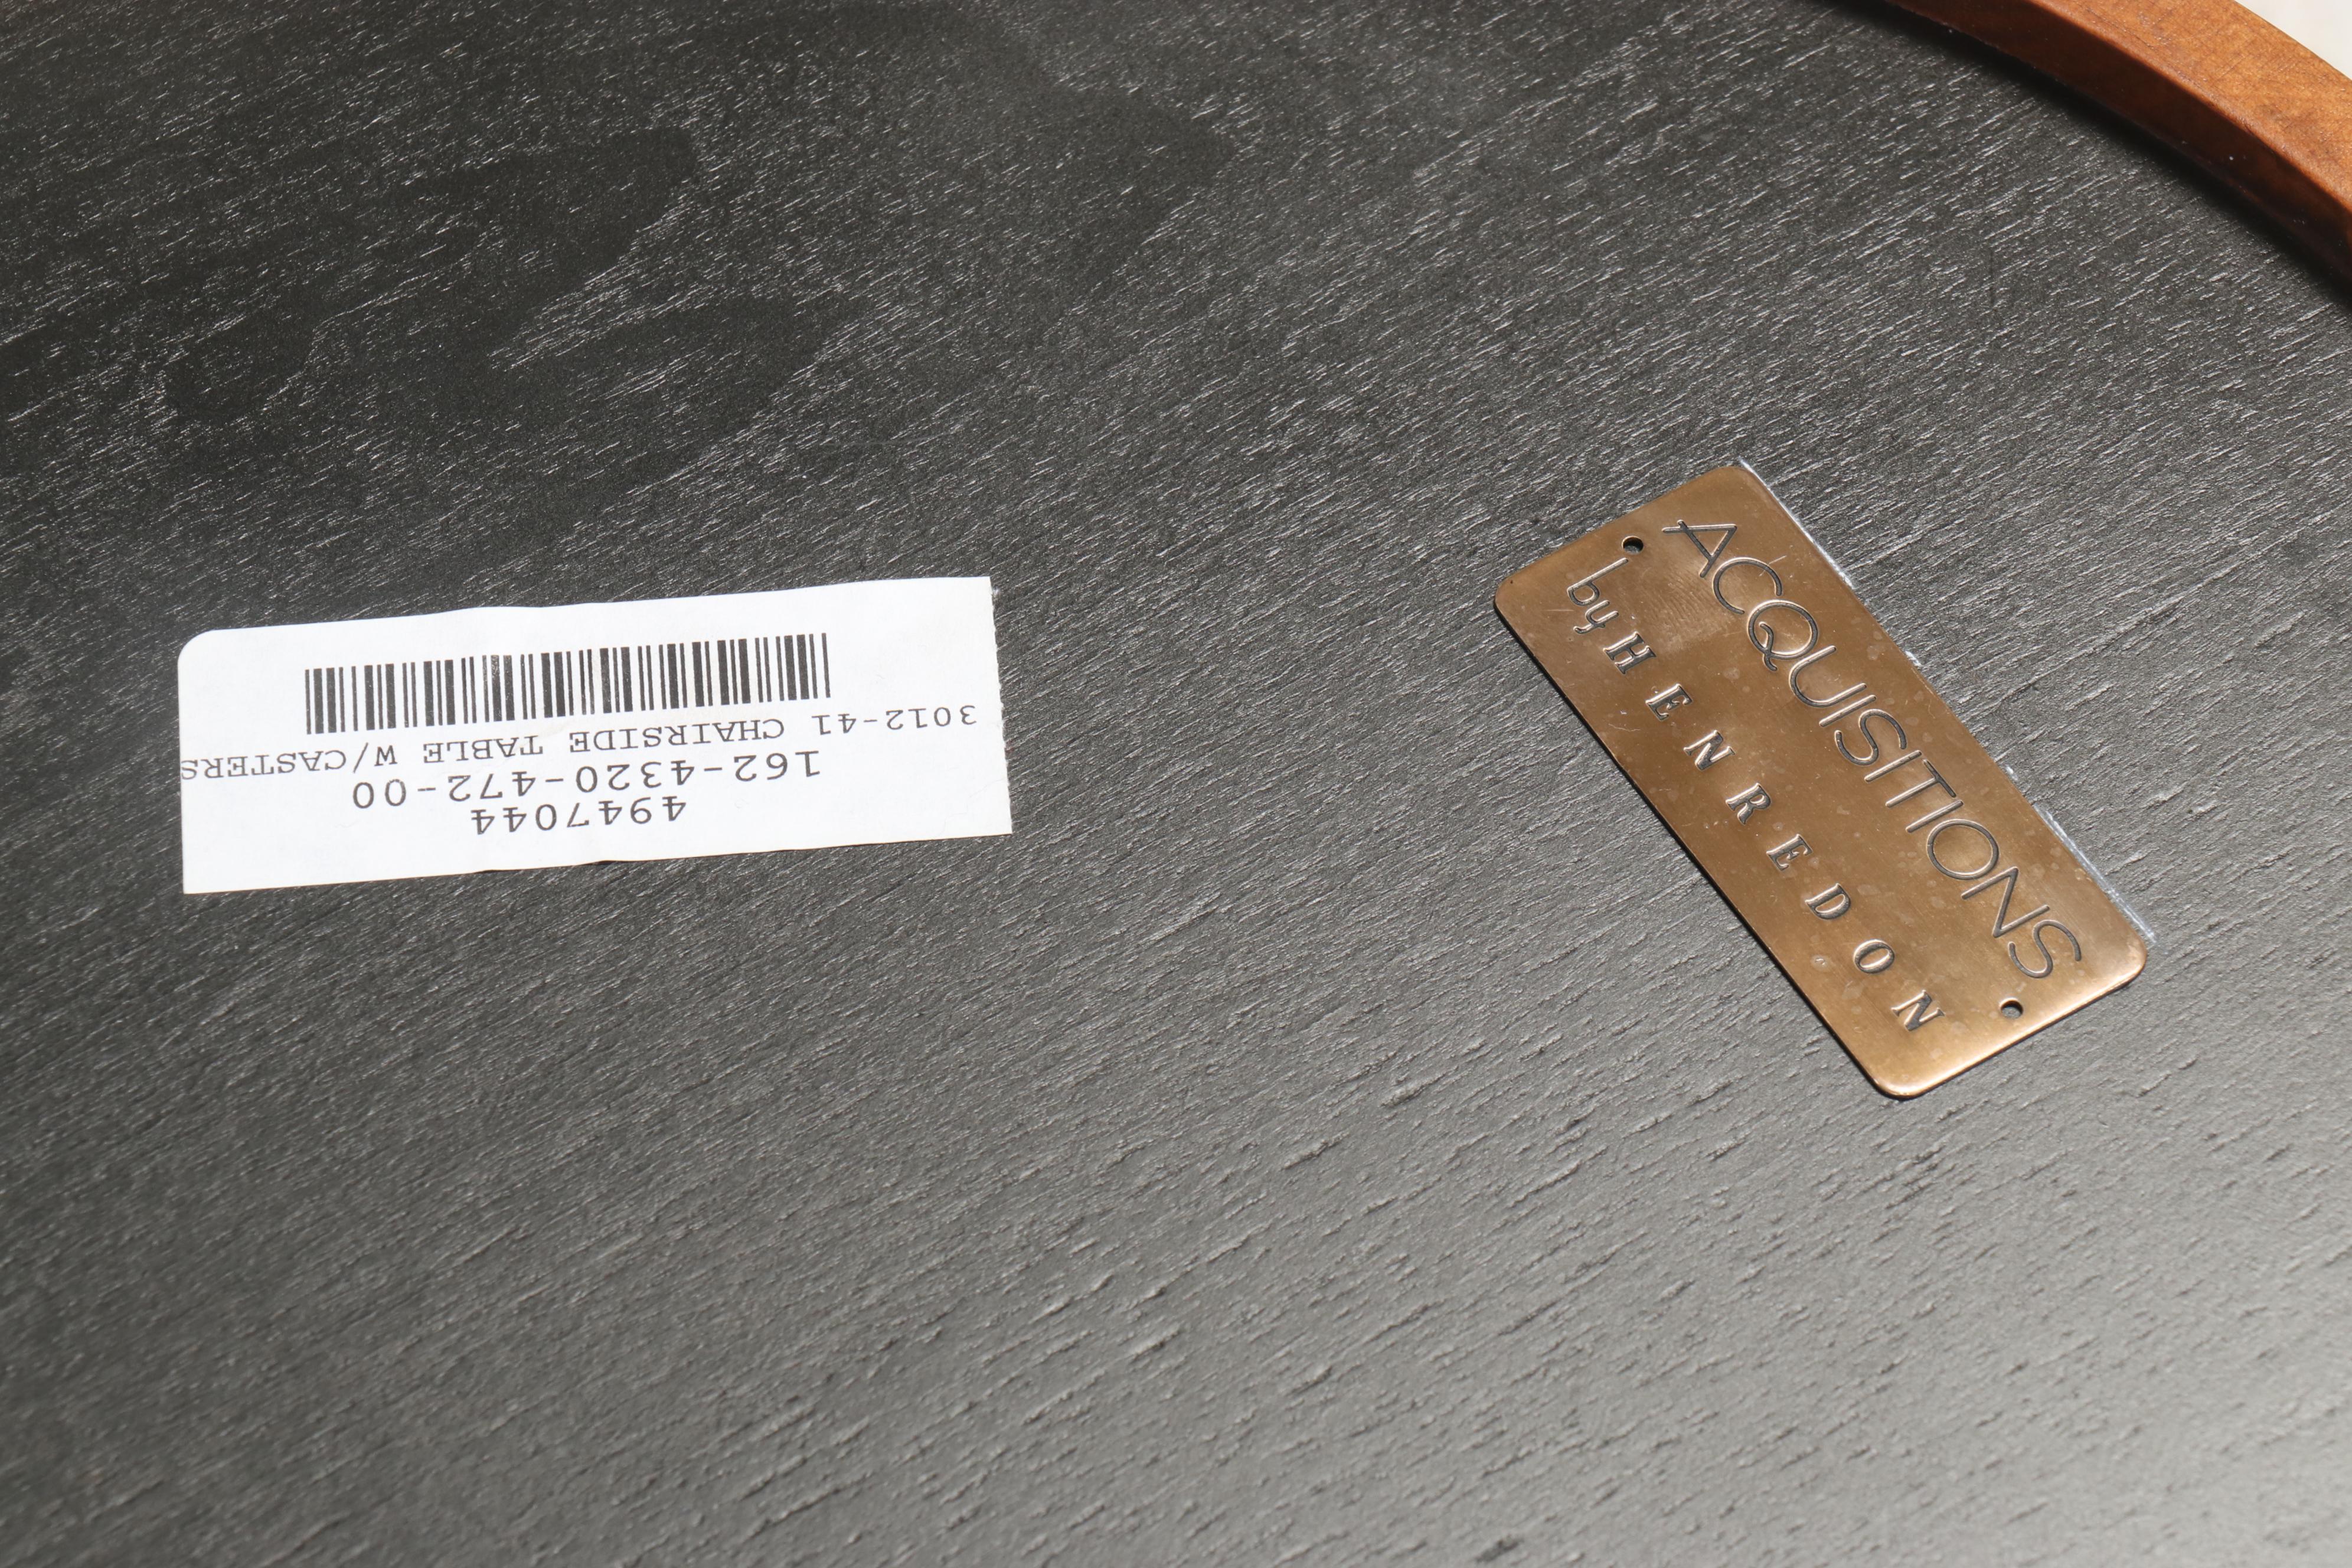 4947044
162-4320-472-00
3012-41 CHAIRSIDE TABLE W/CASTERS
ACQUISITIONS
by HENREDON